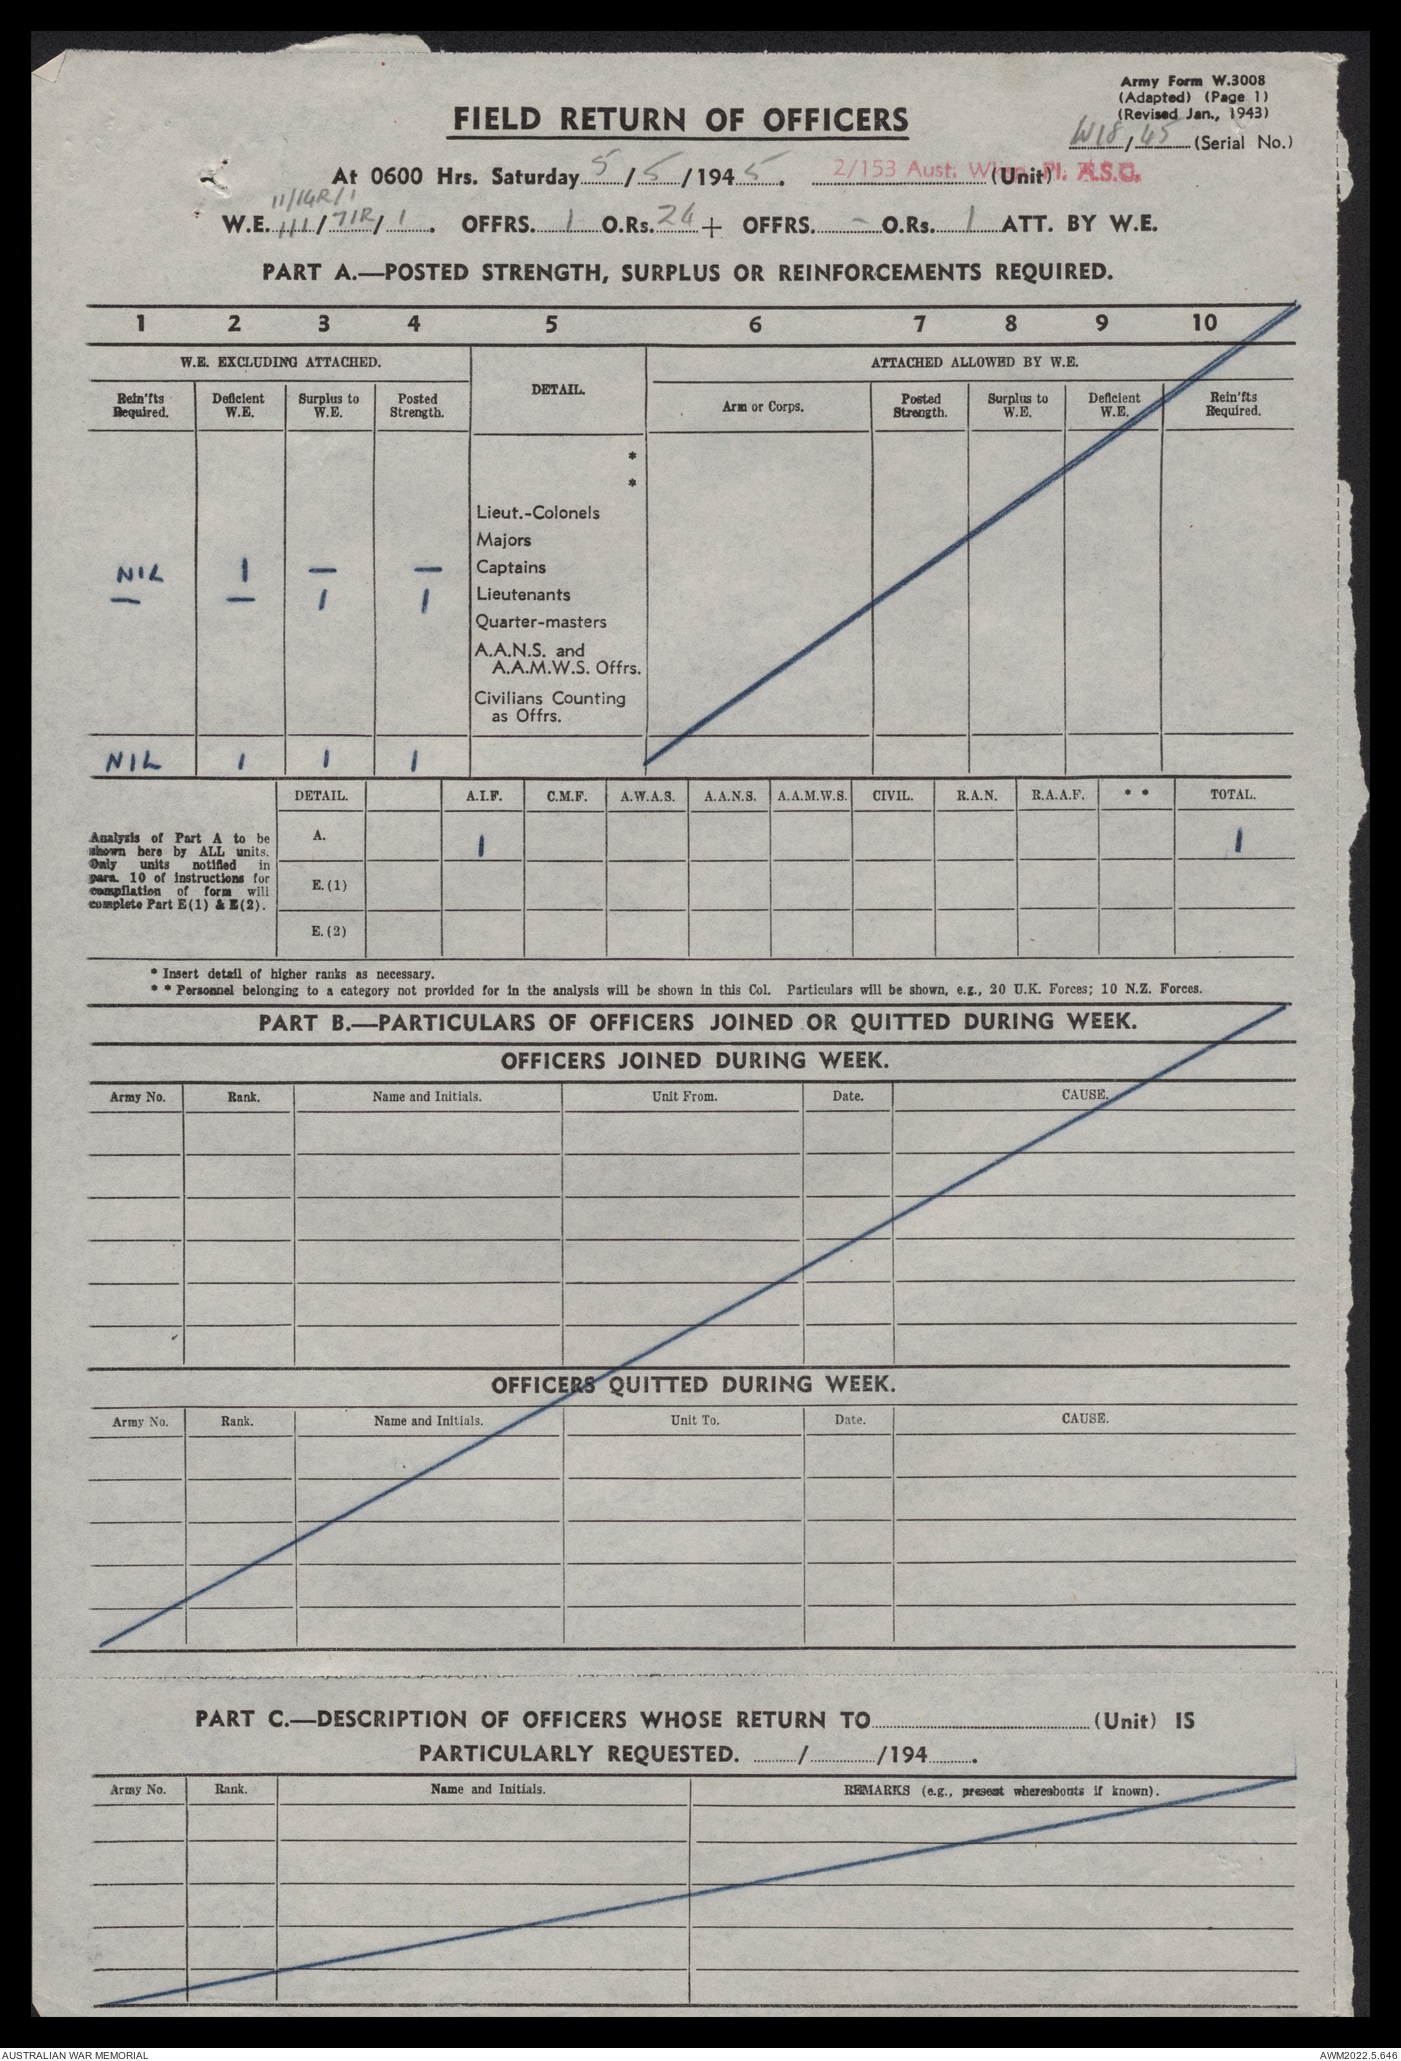 Army Form W.3008
(Adapted) (Page 1)
(Revised Jan., 1943)
FIELD RETURN OF OFFICERS
W18/45 (Serial No.)
At 0600 Hrs. Saturday 5/5/1945. 2/153 Aust. (Unit) Pl. A.S.C.
11/14R/1
W.E. 111/71R/1. OFFRS. 1 O.Rs. 24 + OFFRS. - O.Rs. 1 ATT. BY W.E.
PART A.—POSTED STRENGTH, SURPLUS OR REINFORCEMENTS REQUIRED.
1 2 3 4 5 6 7 8 9 10
W.E. EXCLUDING ATTACHED. DETAIL. ATTACHED ALLOWED BY W.E.
Rein'fts Required. Deficient W.E. Surplus to W.E. Posted Strength. Arm or Corps. Posted Strength. Surplus to W.E. Deficient W.E. Rein'fts Required.
*
*
Lieut.-Colonels
Majors
NIL 1 — — Captains
— — 1 1 Lieutenants
Quarter-masters
A.A.N.S. and
A.A.M.W.S. Offrs.
Civilians Counting
as Offrs.
NIL 1 1 1
DETAIL. A.I.F. C.M.F. A.W.A.S. A.A.N.S. A.A.M.W.S. CIVIL. R.A.N. R.A.A.F. * * TOTAL.
Analysis of Part A to be
shown here by ALL units.
Only units notified in
para. 10 of instructions for
compilation of form will
complete Part E(1) & E(2).
A. 1 1
E.(1)
E.(2)
* Insert detail of higher ranks as necessary.
* * Personnel belonging to a category not provided for in the analysis will be shown in this Col. Particulars will be shown, e.g., 20 U.K. Forces; 10 N.Z. Forces.
PART B.—PARTICULARS OF OFFICERS JOINED OR QUITTED DURING WEEK.
OFFICERS JOINED DURING WEEK.
Army No. Rank. Name and Initials. Unit From. Date. CAUSE.
OFFICERS QUITTED DURING WEEK.
Army No. Rank. Name and Initials. Unit To. Date. CAUSE.
PART C.—DESCRIPTION OF OFFICERS WHOSE RETURN TO (Unit) IS
PARTICULARLY REQUESTED. / /194 .
Army No. Rank. Name and Initials. REMARKS (e.g., present whereabouts if known).
AUSTRALIAN WAR MEMORIAL AWM2022.5.646